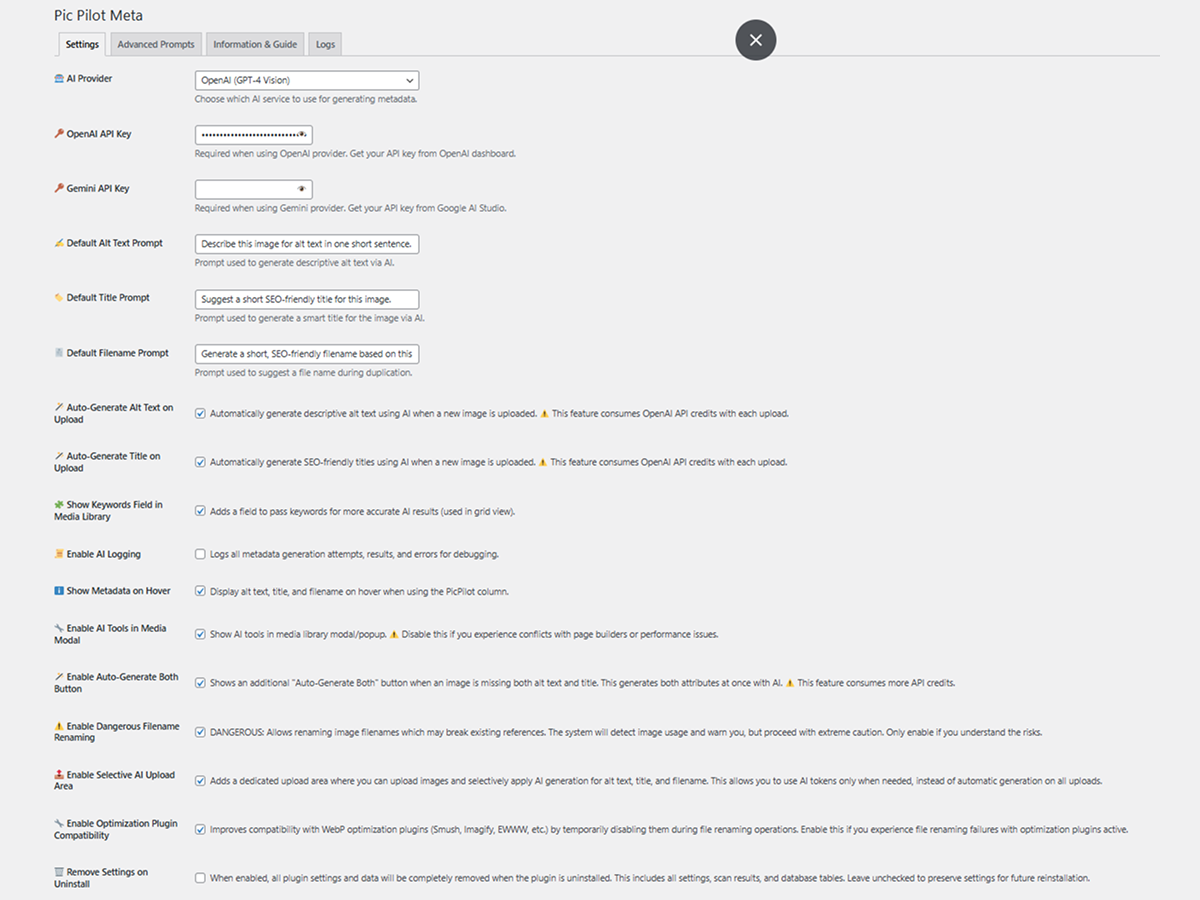 Pic Pilot Meta
Settings
Advanced Prompts
Information & Guide
Logs
AI Provider
OpenAI (GPT-4 Vision)
Choose which AI service to use for generating metadata.
OpenAI API Key
Required when using OpenAI provider. Get your API key from OpenAI dashboard.
Gemini API Key
Required when using Gemini provider. Get your API key from Google AI Studio.
Default Alt Text Prompt
Describe this image for alt text in one short sentence.
Prompt used to generate descriptive alt text via AI.
Default Title Prompt
Suggest a short SEO-friendly title for this image.
Prompt used to generate a smart title for the image via AI.
Default Filename Prompt
Generate a short, SEO-friendly filename based on this
Prompt used to suggest a file name during duplication.
Auto-Generate Alt Text on
Upload
Automatically generate descriptive alt text using AI when a new image is uploaded. ⚠ This feature consumes OpenAI API credits with each upload.
Auto-Generate Title on
Upload
Automatically generate SEO-friendly titles using AI when a new image is uploaded. ⚠ This feature consumes OpenAI API credits with each upload.
Show Keywords Field in
Media Library
Adds a field to pass keywords for more accurate AI results (used in grid view).
Enable AI Logging
Logs all metadata generation attempts, results, and errors for debugging.
Show Metadata on Hover
Display alt text, title, and filename on hover when using the PicPilot column.
Enable AI Tools in Media
Modal
Show AI tools in media library modal/popup. ⚠ Disable this if you experience conflicts with page builders or performance issues.
Enable Auto-Generate Both
Button
Shows an additional "Auto-Generate Both" button when an image is missing both alt text and title. This generates both attributes at once with AI. ⚠ This feature consumes more API credits.
Enable Dangerous Filename
Renaming
DANGEROUS: Allows renaming image filenames which may break existing references. The system will detect image usage and warn you, but proceed with extreme caution. Only enable if you understand the risks.
Enable Selective AI Upload
Area
Adds a dedicated upload area where you can upload images and selectively apply AI generation for alt text, title, and filename. This allows you to use AI tokens only when needed, instead of automatic generation on all uploads.
Enable Optimization Plugin
Compatibility
Improves compatibility with WebP optimization plugins (Smush, Imagify, EWWW, etc.) by temporarily disabling them during file renaming operations. Enable this if you experience file renaming failures with optimization plugins active.
Remove Settings on
Uninstall
When enabled, all plugin settings and data will be completely removed when the plugin is uninstalled. This includes all settings, scan results, and database tables. Leave unchecked to preserve settings for future reinstallation.